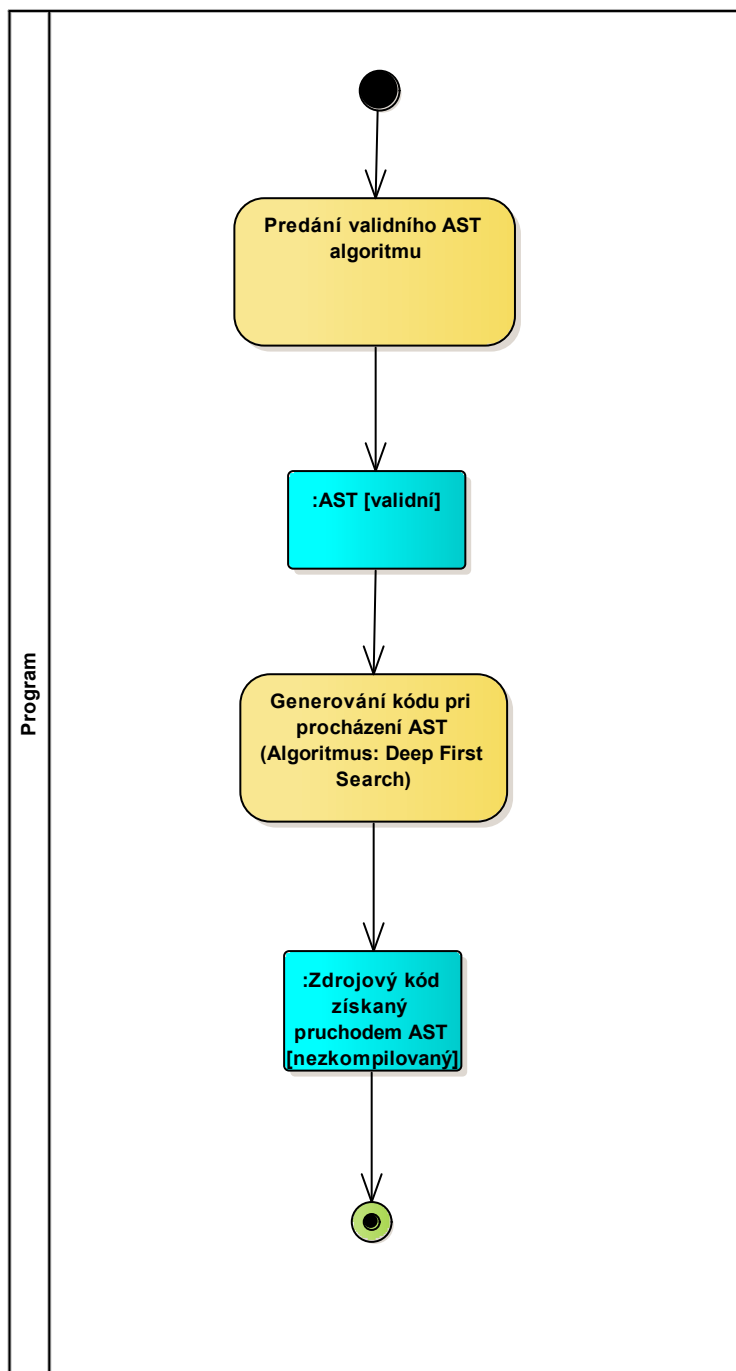 Predání validního AST
algoritmu
:AST [validní]
Program
Generování kódu pri
procházení AST
(Algoritmus: Deep First
Search)
:Zdrojový kód
získaný
pruchodem AST
[nezkompilovaný]